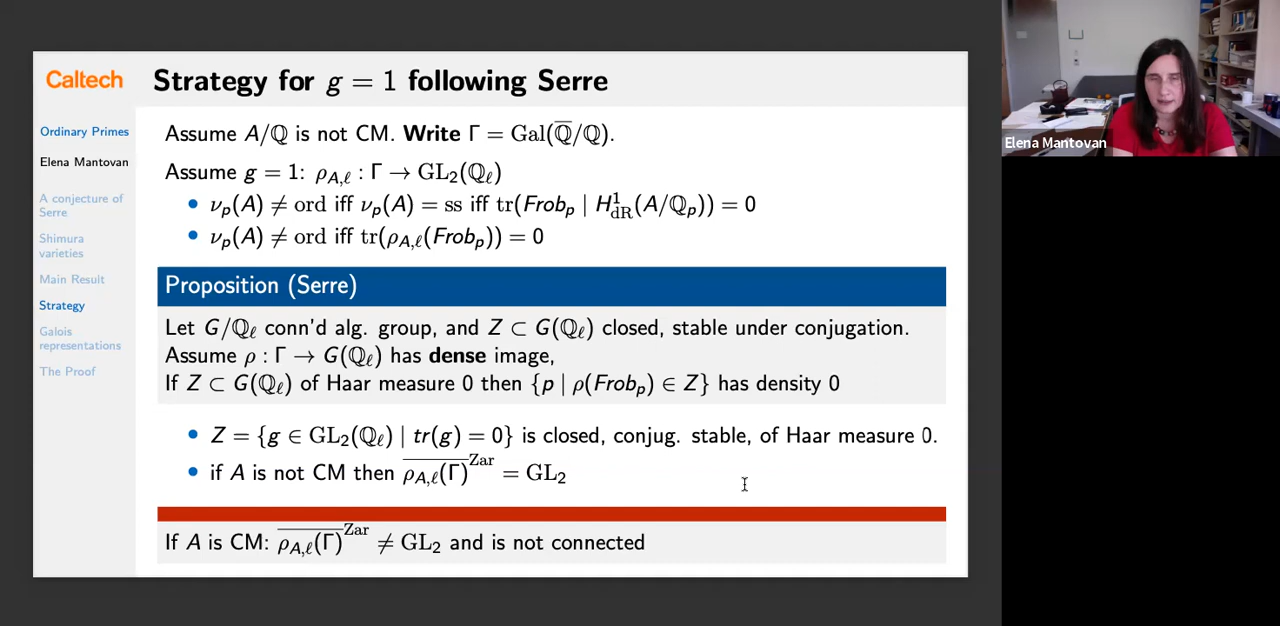 Caltech
Strategy for g = 1 following Serre
Ordinary Primes
Elena Mantovan
A conjecture of
Serre
Shimura
varieties
Main Result
Strategy
Galois
representations
The Proof
Assume A/ℚ is not CM. Write Γ = Gal(ℚ̅/ℚ).
Assume g = 1: ρ_{A,ℓ} : Γ → GL₂(ℚ_ℓ)
• ν_p(A) ≠ ord iff ν_p(A) = ss iff tr(Frob_p | H¹_dR(A/ℚ_p)) = 0
• ν_p(A) ≠ ord iff tr(ρ_{A,ℓ}(Frob_p)) = 0
Proposition (Serre)
Let G/ℚ_ℓ conn'd alg. group, and Z ⊂ G(ℚ_ℓ) closed, stable under conjugation.
Assume ρ : Γ → G(ℚ_ℓ) has dense image,
If Z ⊂ G(ℚ_ℓ) of Haar measure 0 then {p | ρ(Frob_p) ∈ Z} has density 0
• Z = {g ∈ GL₂(ℚ_ℓ) | tr(g) = 0} is closed, conjug. stable, of Haar measure 0.
• if A is not CM then \overline{ρ_{A,ℓ}(Γ)}^{Zar} = GL₂
If A is CM: \overline{ρ_{A,ℓ}(Γ)}^{Zar} ≠ GL₂ and is not connected
Elena Mantovan